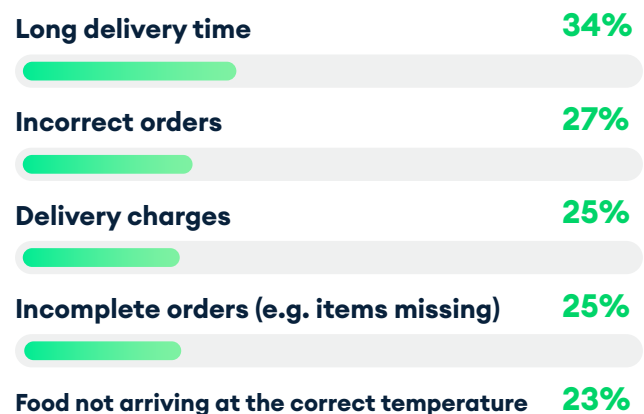 Long delivery time 34%
Incorrect orders 27%
Delivery charges 25%
Incomplete orders (e.g. items missing) 25%
Food not arriving at the correct temperature 23%